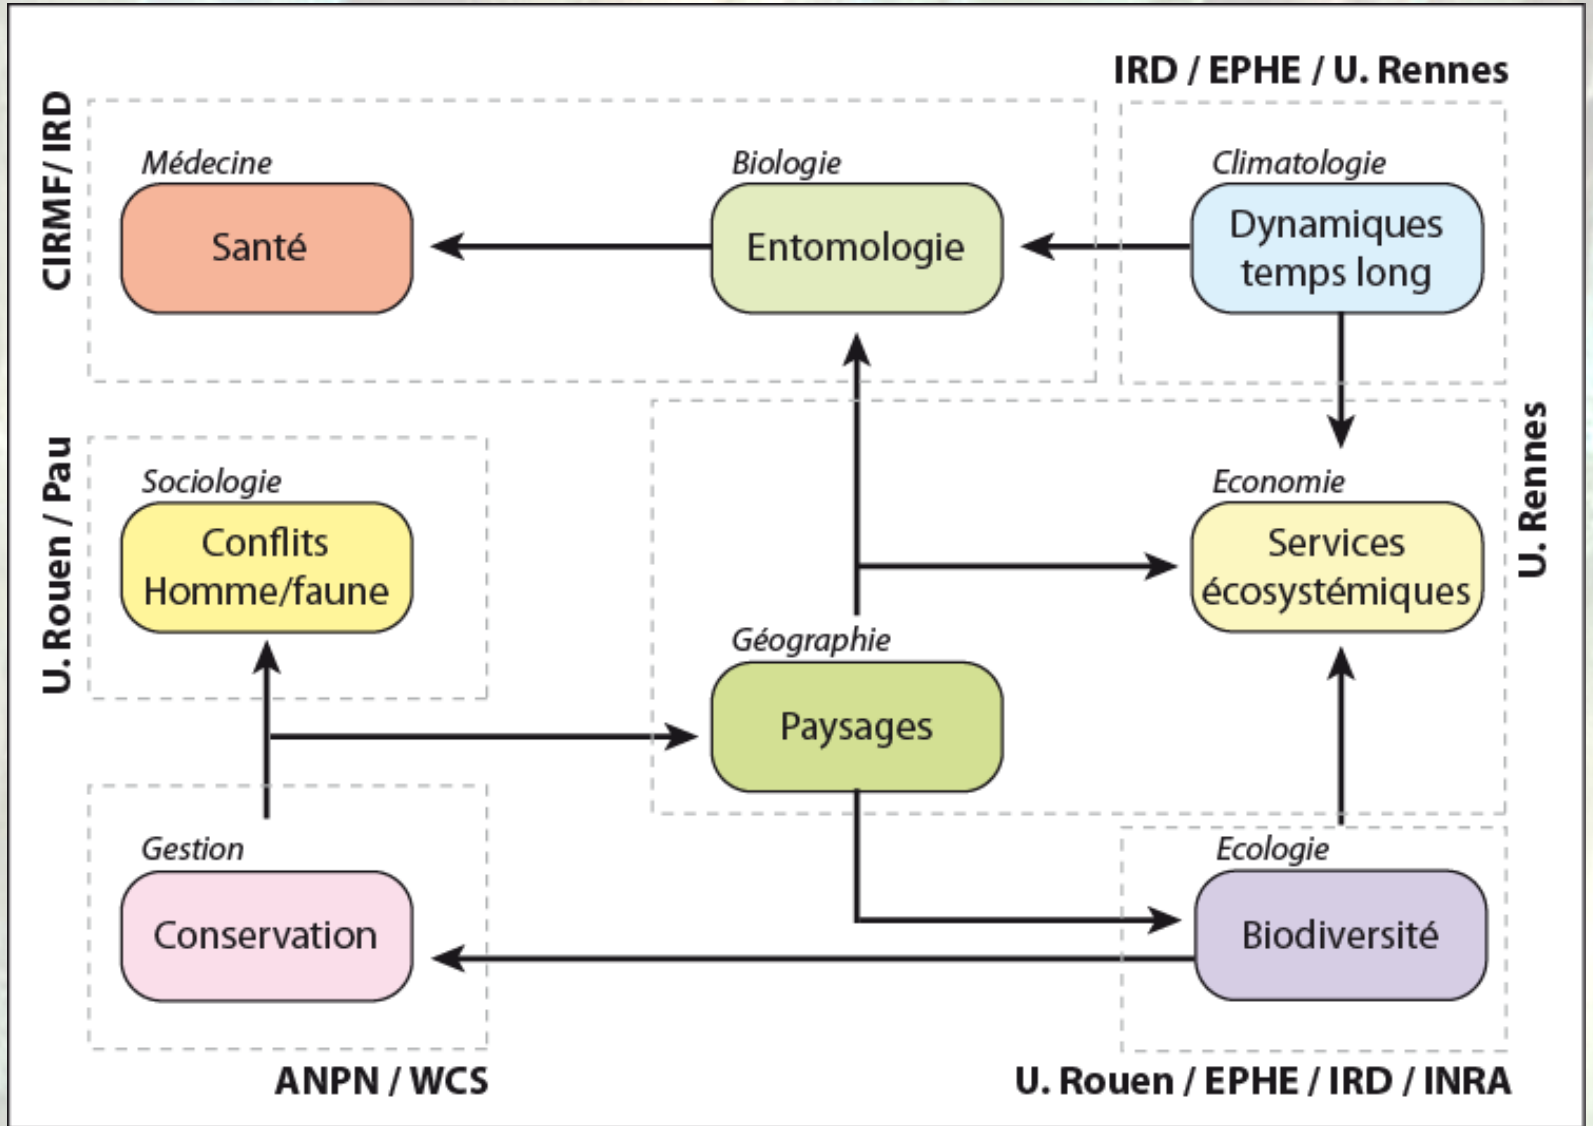 IRD / EPHE / U. Rennes
CIRMF/ IRD
Médecine
Santé
Biologie
Entomologie
Climatologie
Dynamiques
temps long
U. Rouen / Pau
Sociologie
Conflits
Homme/faune
Economie
Services
écosystémiques
U. Rennes
Géographie
Paysages
Gestion
Conservation
Ecologie
Biodiversité
ANPN / WCS
U. Rouen / EPHE / IRD / INRA